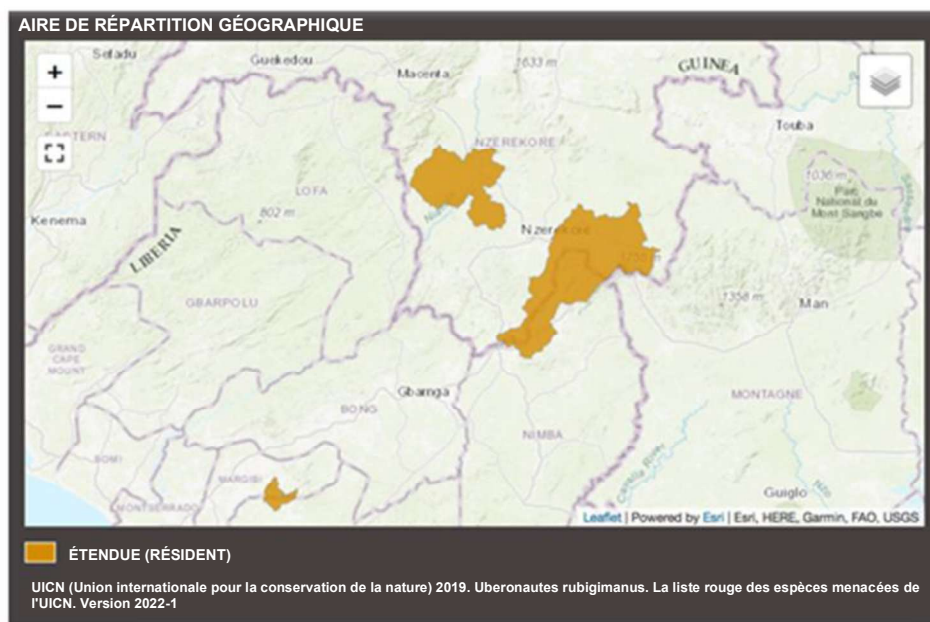 AIRE DE RÉPARTITION GÉOGRAPHIQUE
+
−
Guekedou
Macenta
1633 m
GUINEA
EASTERN
NZEREKORE
Touba
LOFA
1036 m
Parc
National du
Mont Sangbe
Kenema
802 m
Nzerekore
LIBERIA
GBARPOLU
1358 m
Man
GRAND
CAPE
MOUNT
Gbarnga
BONG
MONTAGNE
NIMBA
BOMI
MARGIBI
MONTSERRADO
Guiglo
Leaflet | Powered by Esri | Esri, HERE, Garmin, FAO, USGS
ÉTENDUE (RÉSIDENT)
UICN (Union internationale pour la conservation de la nature) 2019. Uberonautes rubigimanus. La liste rouge des espèces menacées de
l'UICN. Version 2022-1